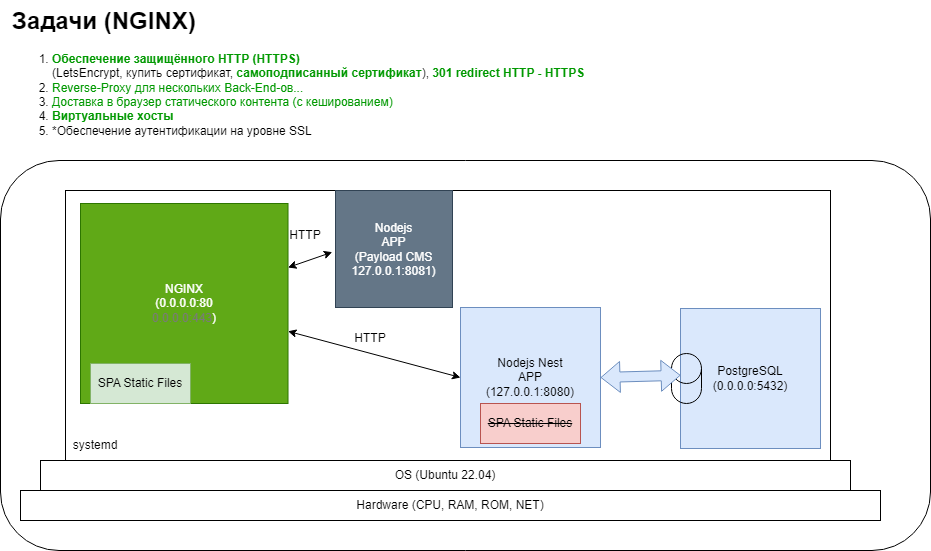 Задачи (NGINX)
1. Обеспечение защищённого HTTP (HTTPS)
(LetsEncrypt, купить сертификат, самоподписанный сертификат), 301 redirect HTTP - HTTPS
2. Reverse-Proxy для нескольких Back-End-ов...
3. Доставка в браузер статического контента (с кешированием)
4. Виртуальные хосты
5. *Обеспечение аутентификации на уровне SSL
HTTP
Nodejs
APP
(Payload CMS
127.0.0.1:8081)
NGINX
(0.0.0.0:80
0.0.0.0:443)
SPA Static Files
HTTP
Nodejs Nest
APP
(127.0.0.1:8080)
SPA Static Files
PostgreSQL
(0.0.0.0:5432)
systemd
OS (Ubuntu 22.04)
Hardware (CPU, RAM, ROM, NET)